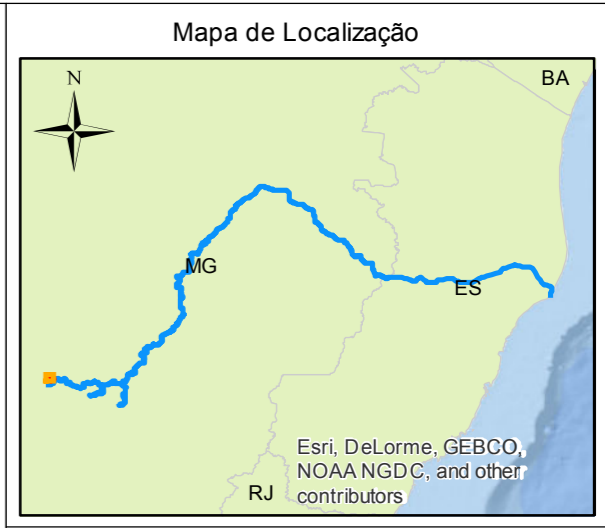 Mapa de Localização
N
BA
MG
ES
Esri, DeLorme, GEBCO,
NOAA NGDC, and other
RJ
contributors